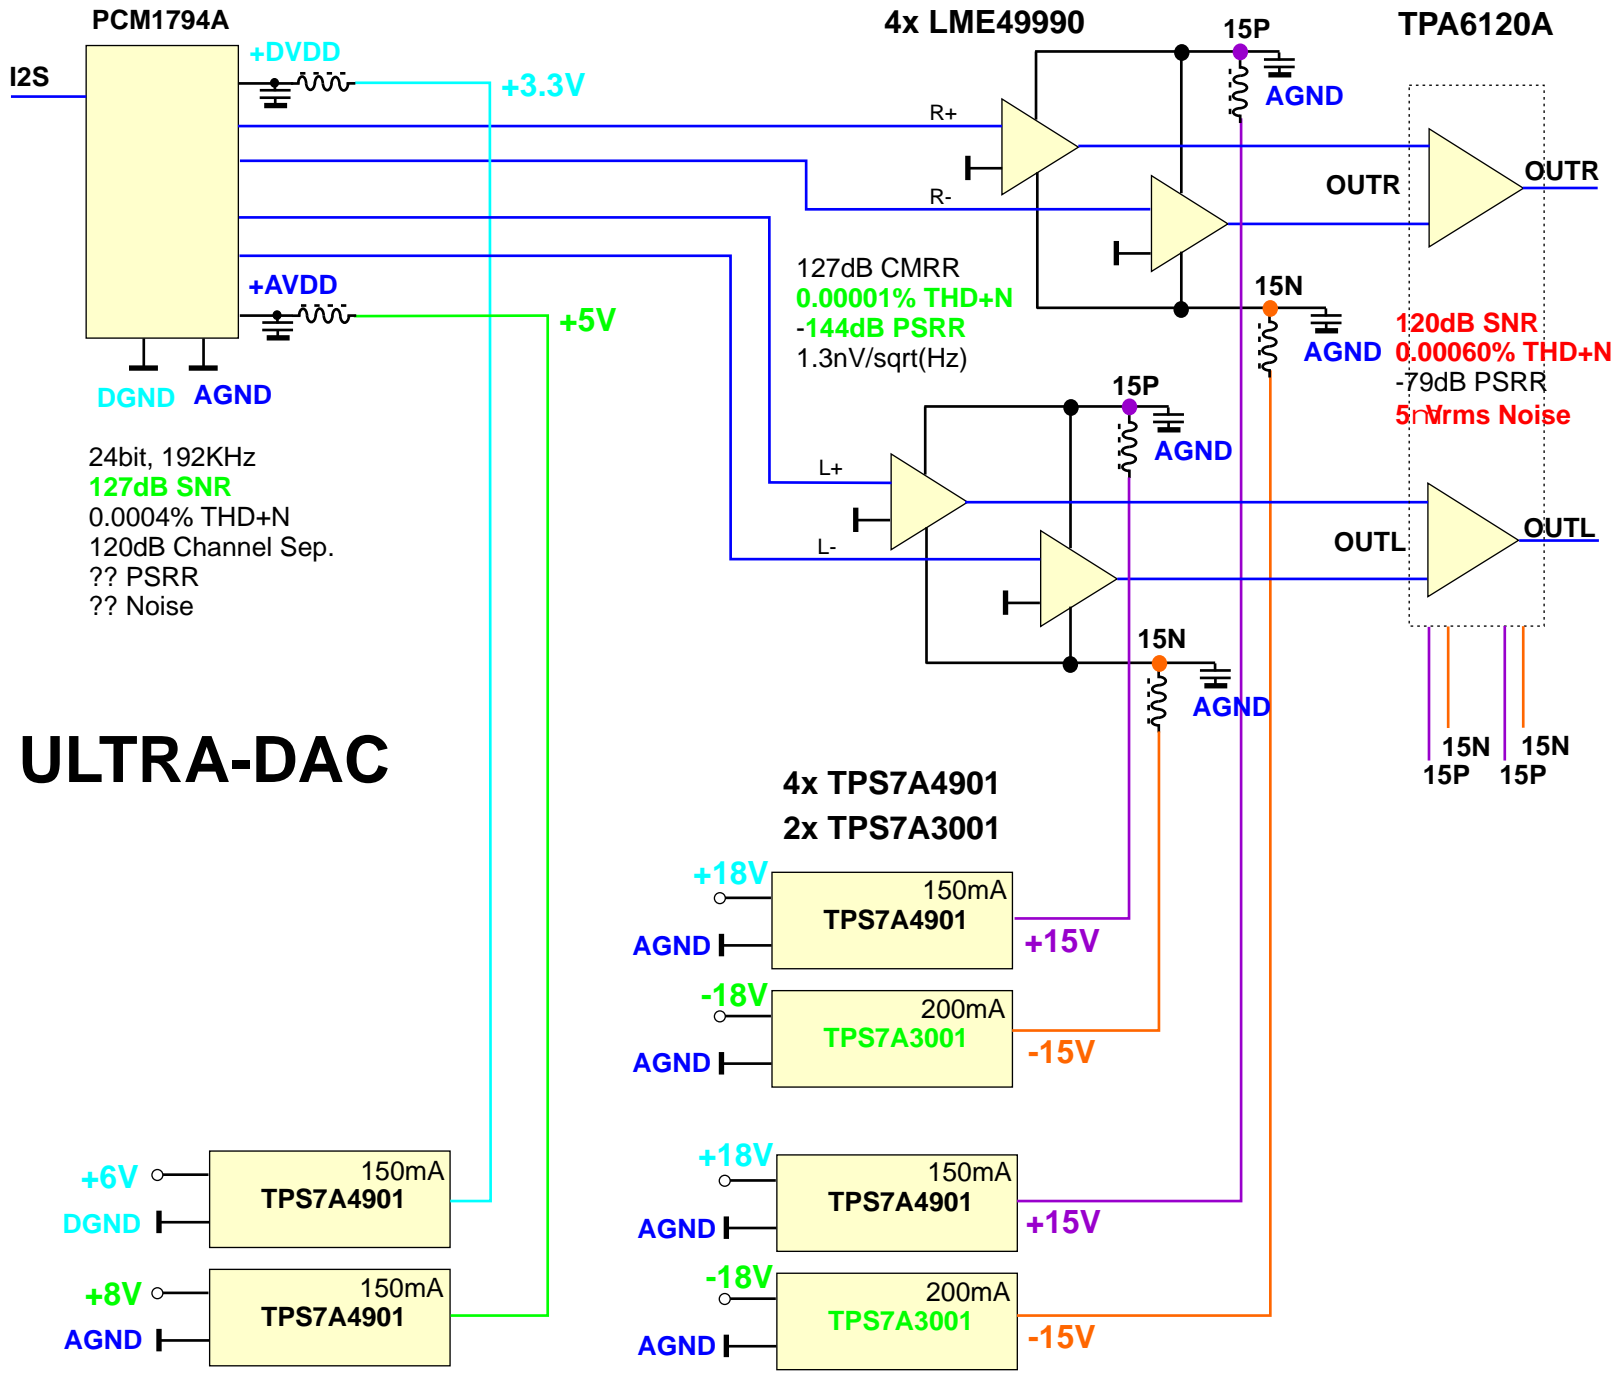 PCM1794A
4x LME49990
15P
TPA6120A
I2S
+DVDD
+3.3V
AGND
R+
R-
OUTR
OUTR
+AVDD
+5V
127dB CMRR
0.00001% THD+N
-144dB PSRR
1.3nV/sqrt(Hz)
15N
AGND
120dB SNR
0.00060% THD+N
-79dB PSRR
Vrms Noise
DGND
AGND
15P
AGND
24bit, 192KHz
127dB SNR
0.0004% THD+N
120dB Channel Sep.
?? PSRR
?? Noise
L+
L-
OUTL
OUTL
15N
AGND
15N
15N
15P
15P
ULTRA-DAC
4x TPS7A4901
2x TPS7A3001
+18V
150mA
TPS7A4901
AGND
+15V
-18V
200mA
TPS7A3001
AGND
-15V
+6V
150mA
TPS7A4901
DGND
+18V
150mA
TPS7A4901
AGND
+15V
+8V
150mA
TPS7A4901
AGND
-18V
200mA
TPS7A3001
AGND
-15V